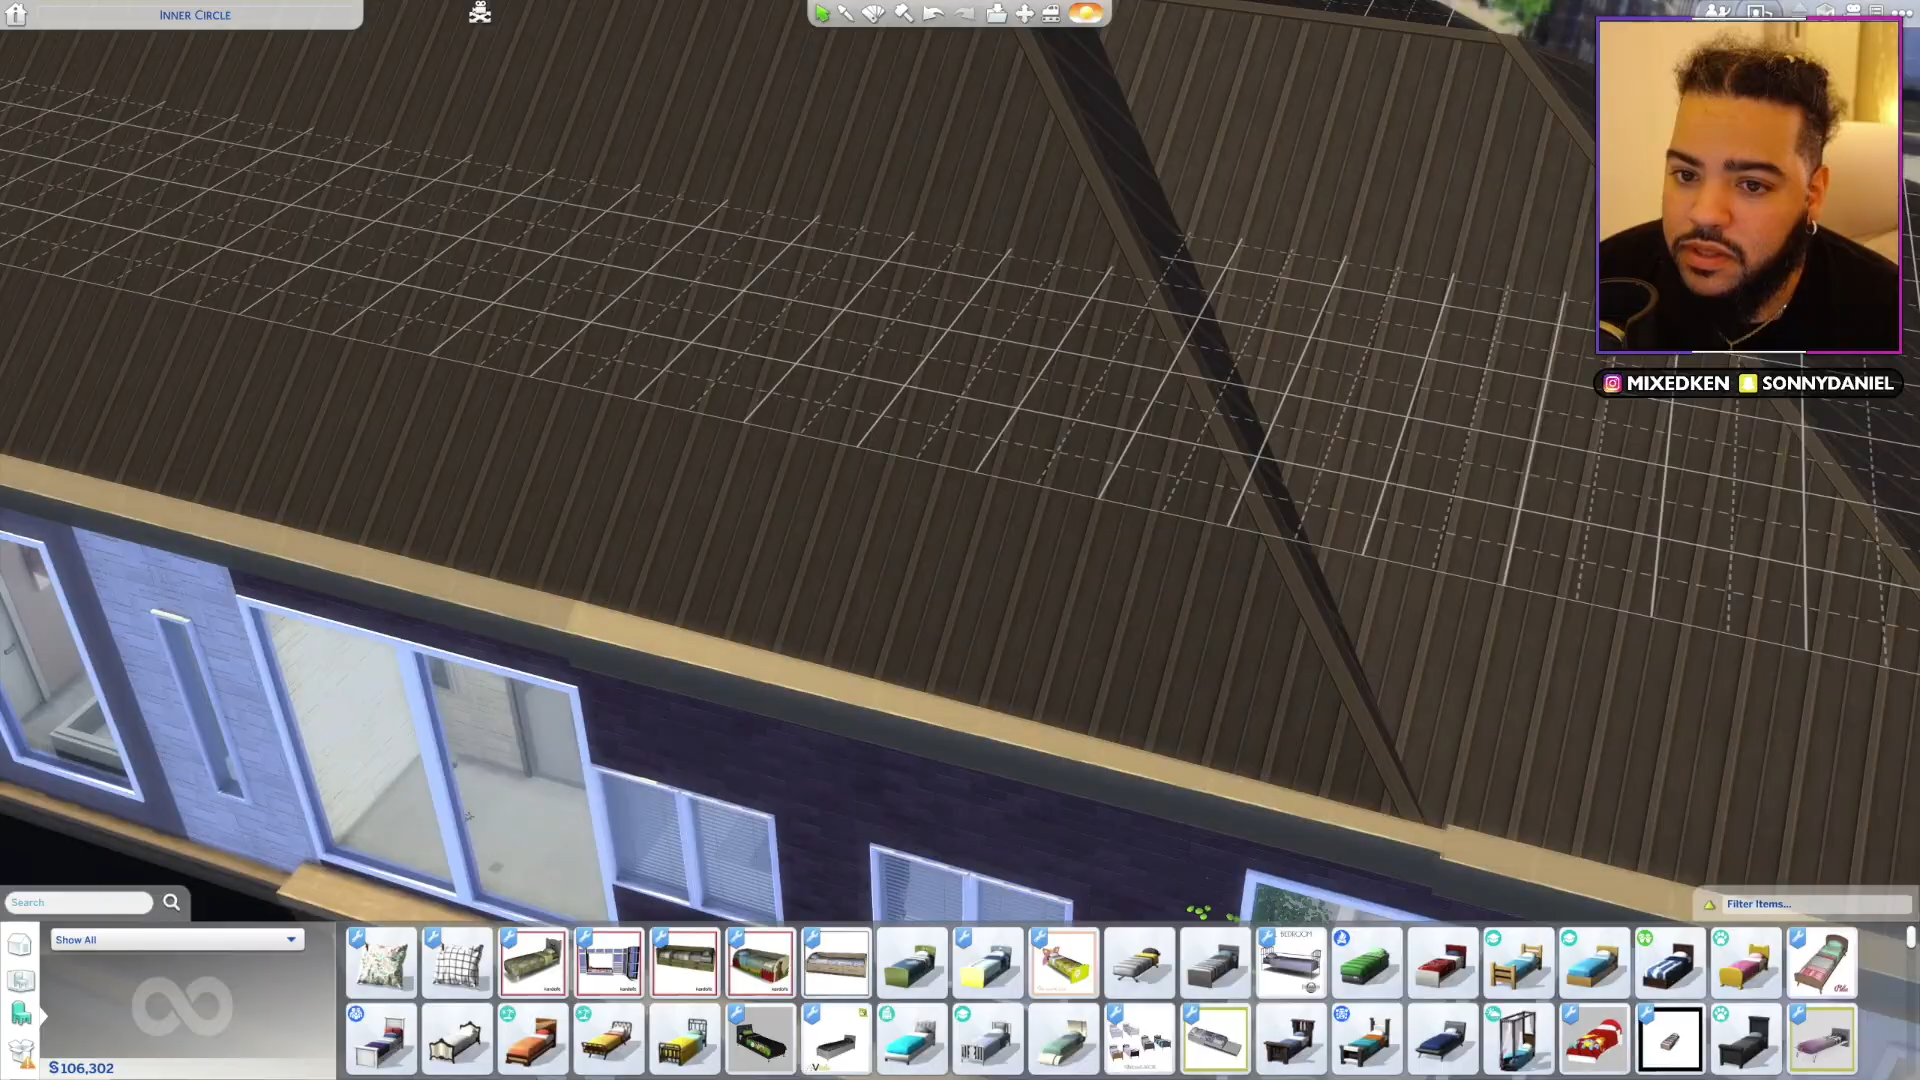 INNER CIRCLE
MIXEDKEN SONNYDANIEL
Search
Filter Items...
Show All
BEDROOM
§106,302